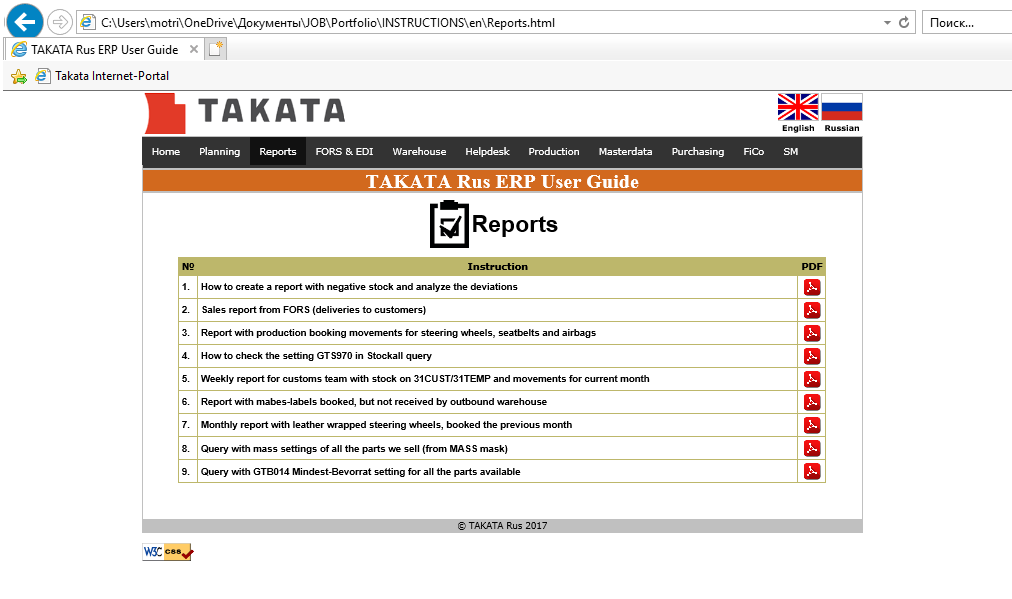 C:\Users\motri\OneDrive\Документы\JOB\Portfolio\INSTRUCTIONS\en\Reports.html
Поиск...
TAKATA Rus ERP User Guide
Takata Internet-Portal
TAKATA
English Russian
Home Planning Reports FORS & EDI Warehouse Helpdesk Production Masterdata Purchasing FiCo SM
TAKATA Rus ERP User Guide
Reports
№ Instruction PDF
1. How to create a report with negative stock and analyze the deviations
2. Sales report from FORS (deliveries to customers)
3. Report with production booking movements for steering wheels, seatbelts and airbags
4. How to check the setting GTS970 in Stockall query
5. Weekly report for customs team with stock on 31CUST/31TEMP and movements for current month
6. Report with mabes-labels booked, but not received by outbound warehouse
7. Monthly report with leather wrapped steering wheels, booked the previous month
8. Query with mass settings of all the parts we sell (from MASS mask)
9. Query with GTB014 Mindest-Bevorrat setting for all the parts available
© TAKATA Rus 2017
W3C css